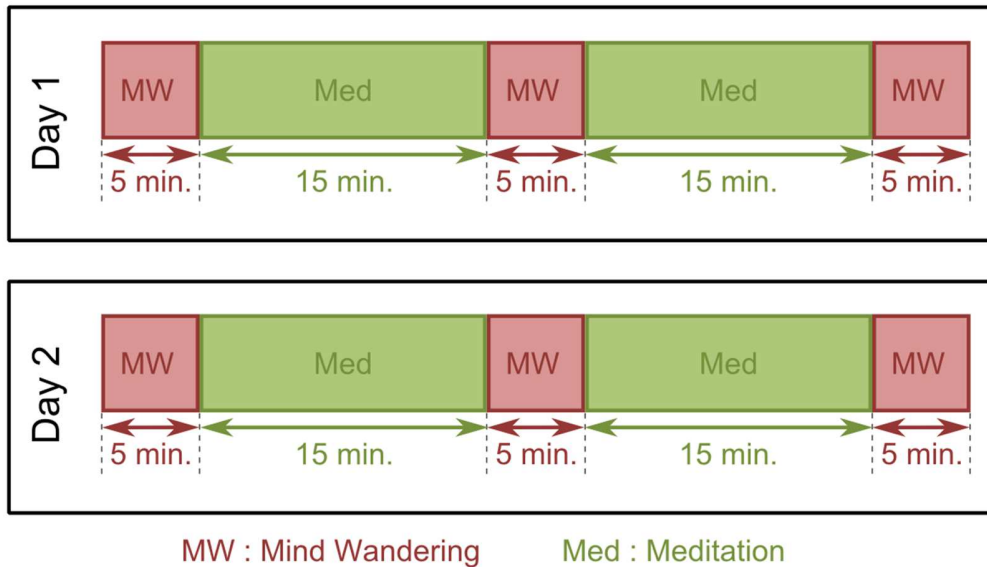 Day 1
MW Med MW Med MW
5 min. 15 min. 5 min. 15 min. 5 min.
Day 2
MW Med MW Med MW
5 min. 15 min. 5 min. 15 min. 5 min.
MW : Mind Wandering Med : Meditation